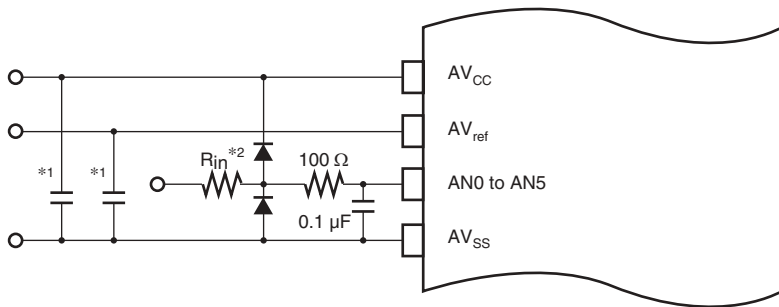 AVCC
AVref
*1
*1
Rin*2
100 Ω
AN0 to AN5
0.1 µF
AVSS